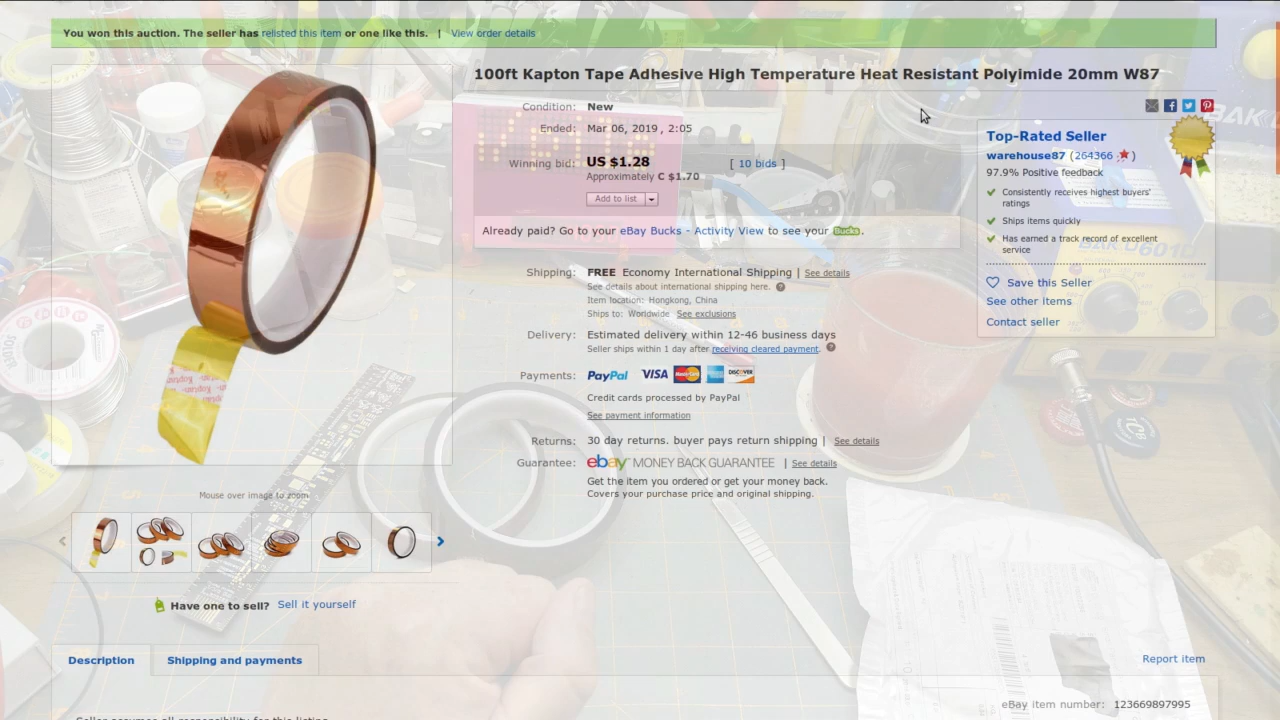 You won this auction. The seller has relisted this item or one like this. | View order details
100ft Kapton Tape Adhesive High Temperature Heat Resistant Polyimide 20mm W87
Condition: New
Ended: Mar 06, 2019 , 2:05
Winning bid: US $1.28 [ 10 bids ]
Approximately C $1.70
Add to list
Already paid? Go to your eBay Bucks - Activity View to see your Bucks.
Shipping: FREE Economy International Shipping | See details
See details about international shipping here. ?
Item location: Hongkong, China
Ships to: Worldwide See exclusions
Delivery: Estimated delivery within 12-46 business days
Seller ships within 1 day after receiving cleared payment. ?
Payments: PayPal VISA MasterCard DISCOVER
Credit cards processed by PayPal
See payment information
Returns: 30 day returns. buyer pays return shipping | See details
Guarantee: ebay MONEY BACK GUARANTEE | See details
Get the item you ordered or get your money back.
Covers your purchase price and original shipping.
Top-Rated Seller
warehouse87 (264366 )
97.9% Positive feedback
Consistently receives highest buyers'
ratings
Ships items quickly
Has earned a track record of excellent
service
Save this Seller
See other items
Contact seller
BAK
Mouse over image to zoom
Have one to sell? Sell it yourself
Description
Shipping and payments
Report item
eBay item number: 123669897995
Seller assumes all responsibility for this listing.